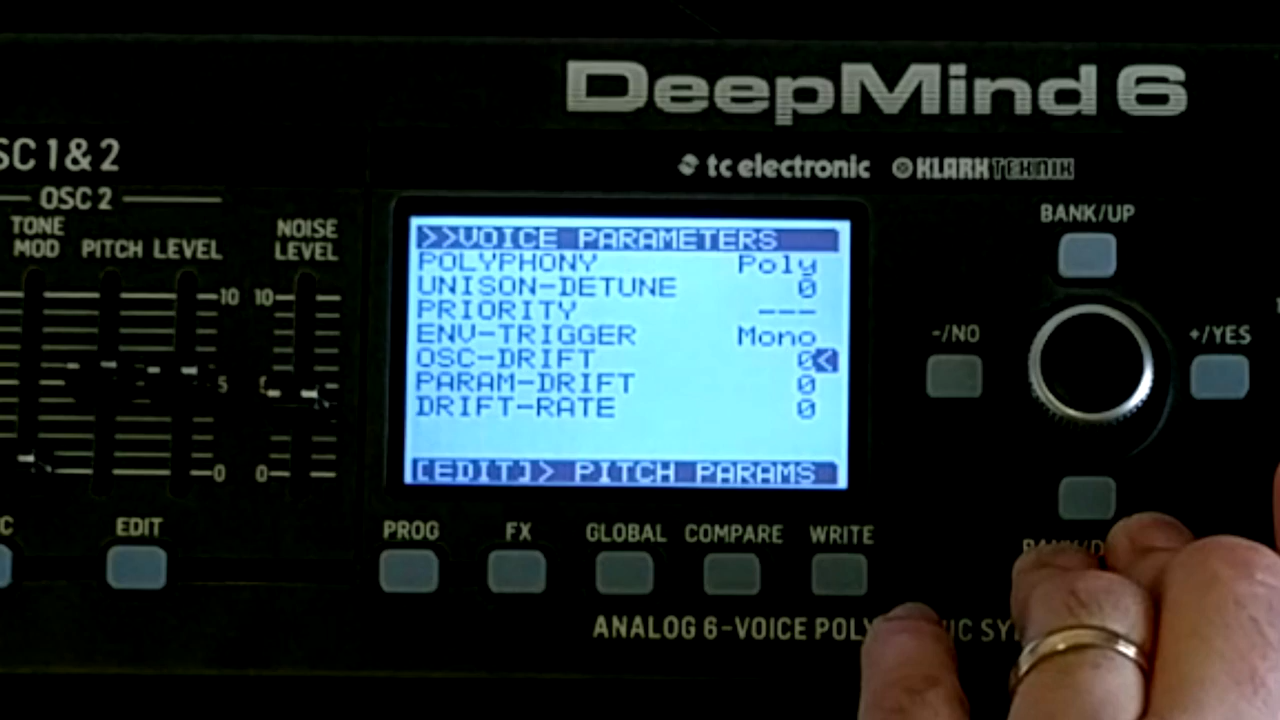 DeepMind 6
SC 1 & 2
tc electronic KLARK TEKNIK
OSC 2
TONE MOD PITCH LEVEL
NOISE LEVEL
10 10
5
0 0
>>VOICE PARAMETERS
POLYPHONY Poly
UNISON-DETUNE 0
PRIORITY ---
ENV-TRIGGER Mono
OSC-DRIFT 0<
PARAM-DRIFT 0
DRIFT-RATE 0
[EDIT]> PITCH PARAMS
BANK/UP
-/NO
+/YES
C EDIT
PROG FX GLOBAL COMPARE WRITE
ANALOG 6-VOICE POLY IC SY